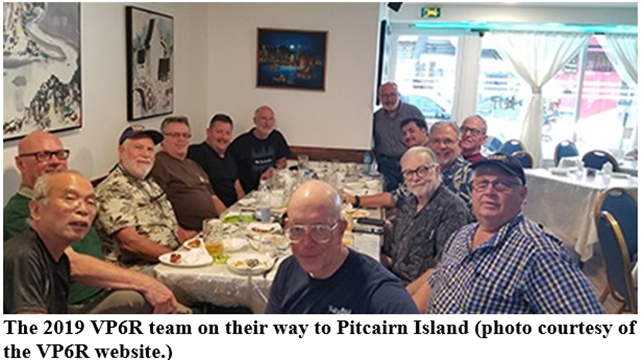 The 2019 VP6R team on their way to Pitcairn Island (photo courtesy of
the VP6R website.)